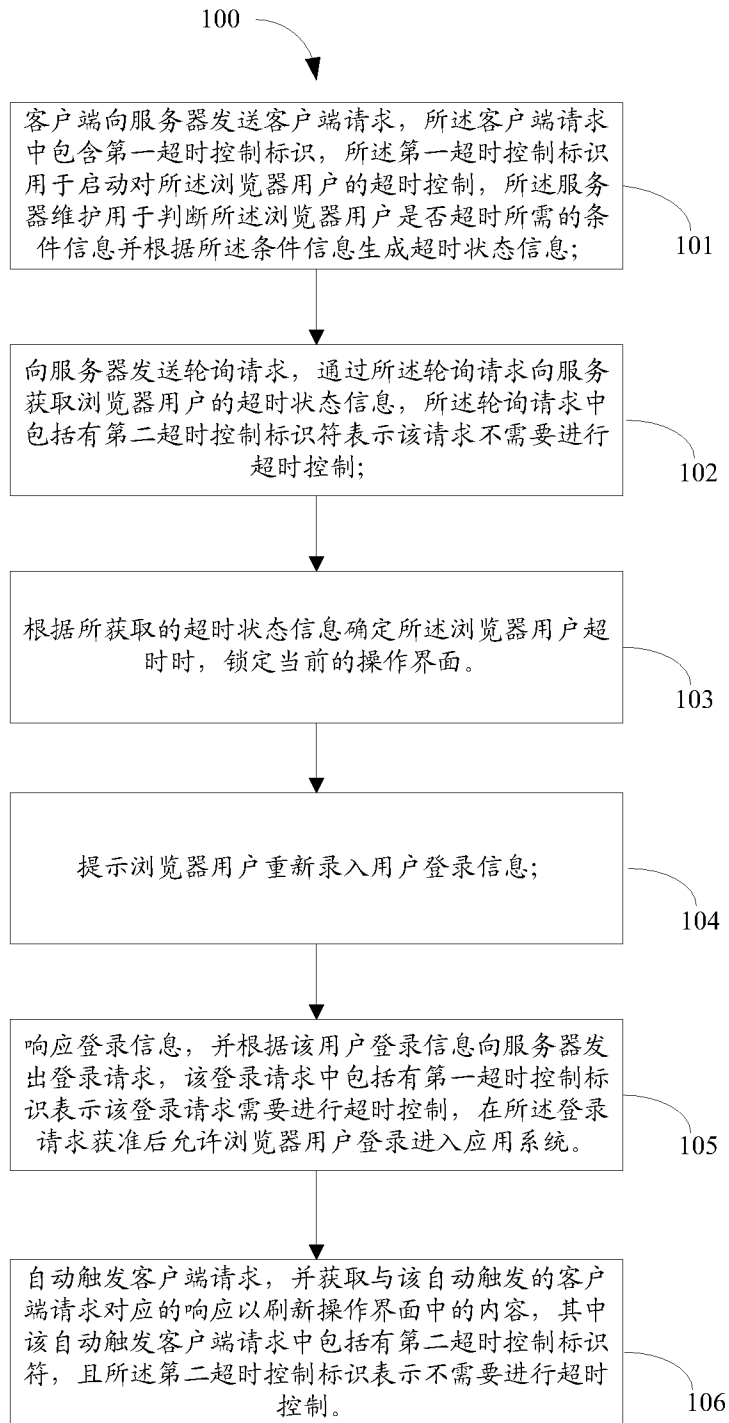 100
客户端向服务器发送客户端请求，所述客户端请求
中包含第一超时控制标识，所述第一超时控制标识
用于启动对所述浏览器用户的超时控制，所述服务
器维护用于判断所述浏览器用户是否超时所需的条
件信息并根据所述条件信息生成超时状态信息；
101
向服务器发送轮询请求，通过所述轮询请求向服务
获取浏览器用户的超时状态信息，所述轮询请求中
包括有第二超时控制标识符表示该请求不需要进行
超时控制；
102
根据所获取的超时状态信息确定所述浏览器用户超
时时，锁定当前的操作界面。
103
提示浏览器用户重新录入用户登录信息；
104
响应登录信息，并根据该用户登录信息向服务器发
出登录请求，该登录请求中包括有第一超时控制标
识表示该登录请求需要进行超时控制，在所述登录
请求获准后允许浏览器用户登录进入应用系统。
105
自动触发客户端请求，并获取与该自动触发的客户
端请求对应的响应以刷新操作界面中的内容，其中
该自动触发客户端请求中包括有第二超时控制标识
符，且所述第二超时控制标识表示不需要进行超时
控制。
106